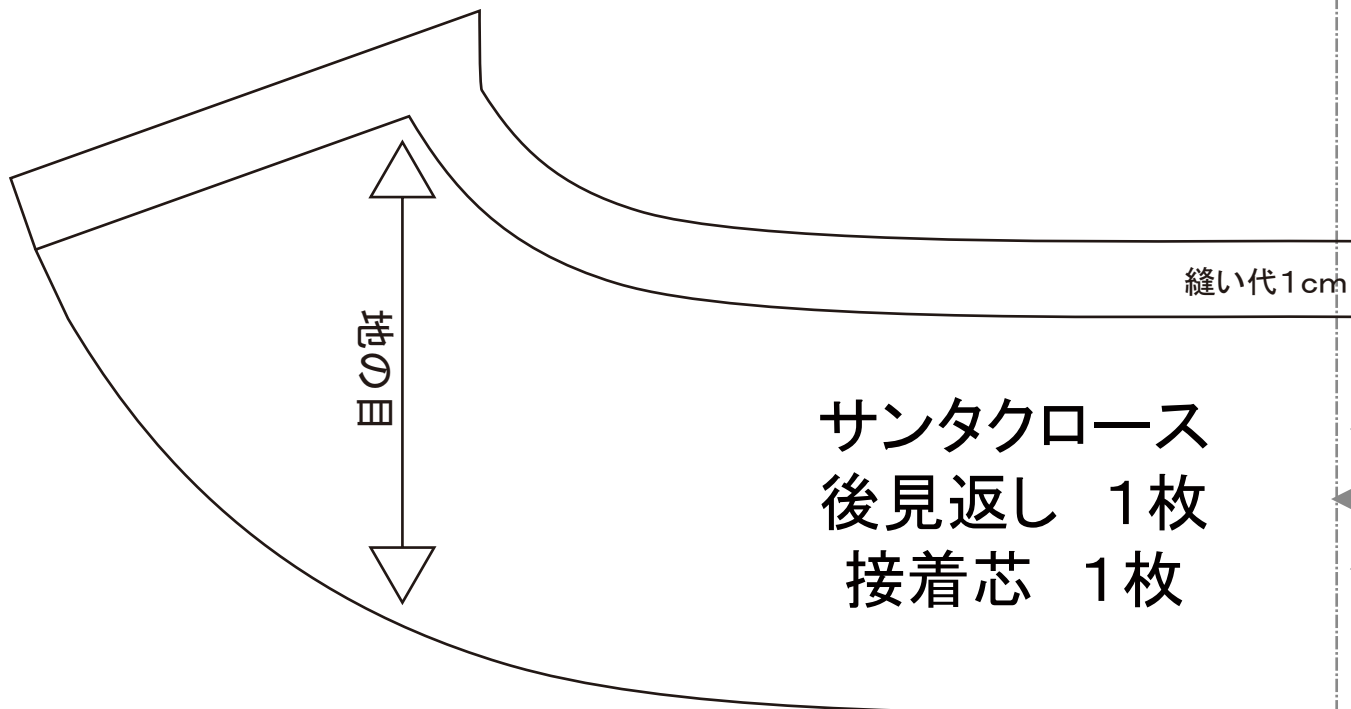 縫い代1cm
地の目
サンタクロース
後見返し　1枚
接着芯　1枚